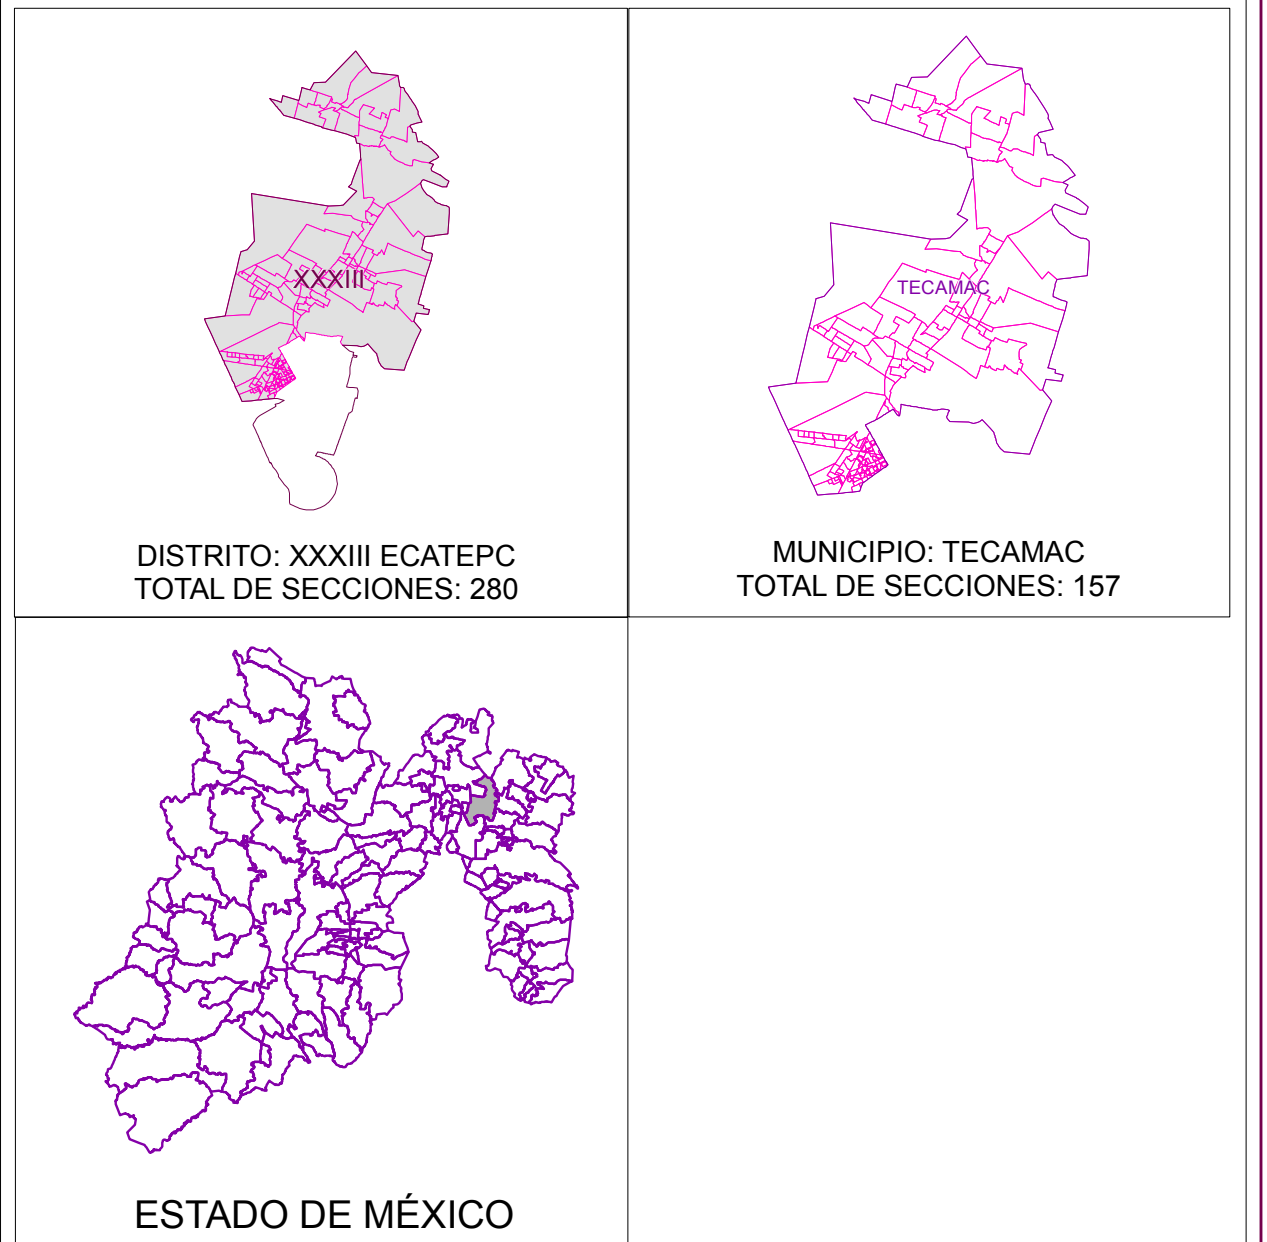 XXXIII
DISTRITO: XXXIII ECATEPC
TOTAL DE SECCIONES: 280
TECAMAC
MUNICIPIO: TECAMAC
TOTAL DE SECCIONES: 157
ESTADO DE MÉXICO